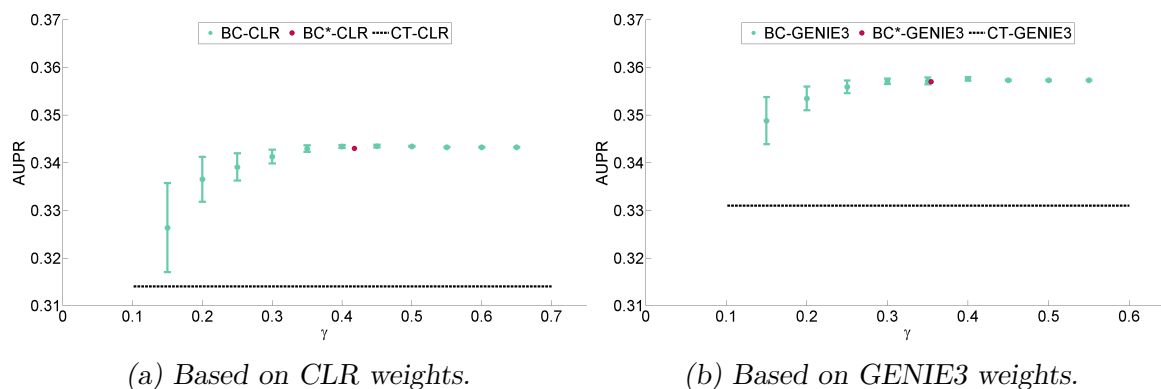 0.37
BC-CLR BC*-CLR CT-CLR
0.36
0.35
0.34
0.33
0.32
0.31
AUPR
0 0.1 0.2 0.3 0.4 0.5 0.6 0.7
γ
(a) Based on CLR weights.
0.37
BC-GENIE3 BC*-GENIE3 CT-GENIE3
0.36
0.35
0.34
0.33
0.32
0.31
AUPR
0 0.1 0.2 0.3 0.4 0.5 0.6
γ
(b) Based on GENIE3 weights.